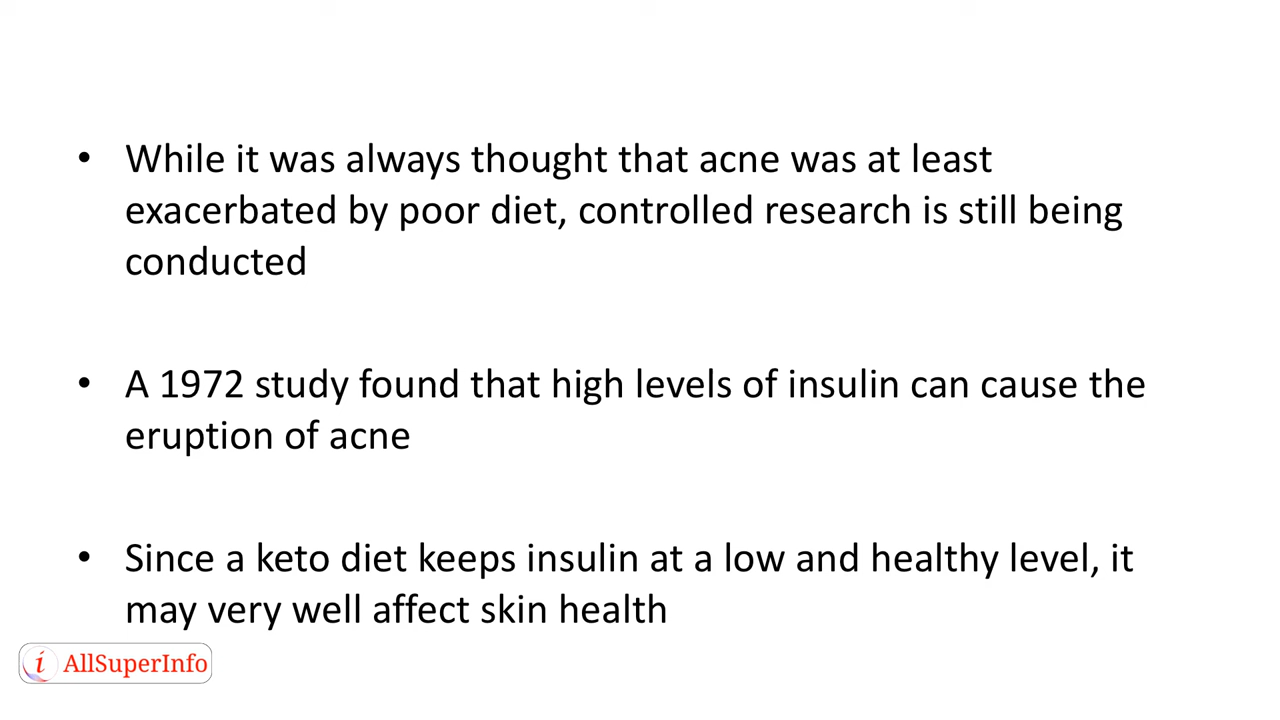 • While it was always thought that acne was at least
exacerbated by poor diet, controlled research is still being
conducted
• A 1972 study found that high levels of insulin can cause the
eruption of acne
• Since a keto diet keeps insulin at a low and healthy level, it
may very well affect skin health
i AllSuperInfo